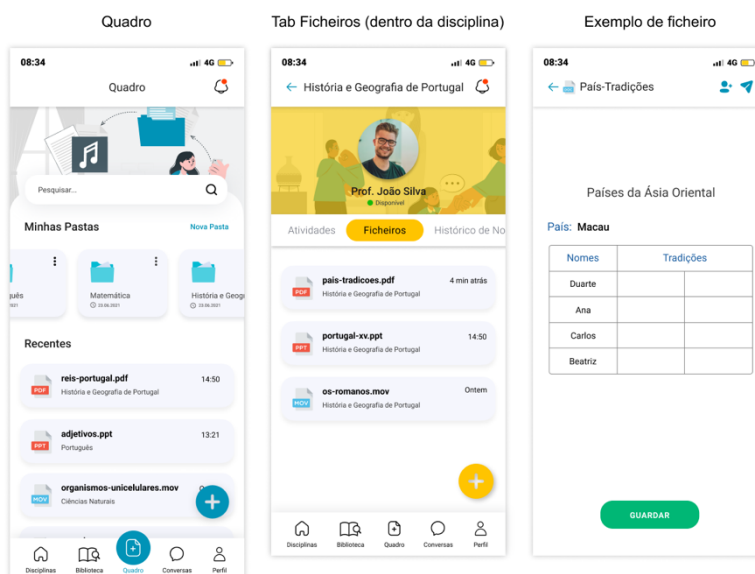 Quadro
08:34
4G
Quadro
Pesquisar...
Minhas Pastas
Nova Pasta
uês
Matemática
23.06.2021
História e Geogr
23.06.2021
Recentes
PDF
reis-portugal.pdf
14:50
História e Geografia de Portugal
PPT
adjetivos.ppt
13:21
Português
MOV
organismos-unicelulares.mov
Ciências Naturais
Disciplinas
Biblioteca
Quadro
Conversas
Perfil
Tab Ficheiros (dentro da disciplina)
08:34
4G
História e Geografia de Portugal
Prof. João Silva
Disponível
Atividades
Ficheiros
Histórico de No
PDF
pais-tradicoes.pdf
4 min atrás
História e Geografia de Portugal
PPT
portugal-xv.ppt
14:50
História e Geografia de Portugal
MOV
os-romanos.mov
Ontem
História e Geografia de Portugal
Disciplinas
Biblioteca
Quadro
Conversas
Perfil
Exemplo de ficheiro
08:34
4G
País-Tradições
Países da Ásia Oriental
País: Macau
Nomes
Tradições
Duarte
Ana
Carlos
Beatriz
GUARDAR